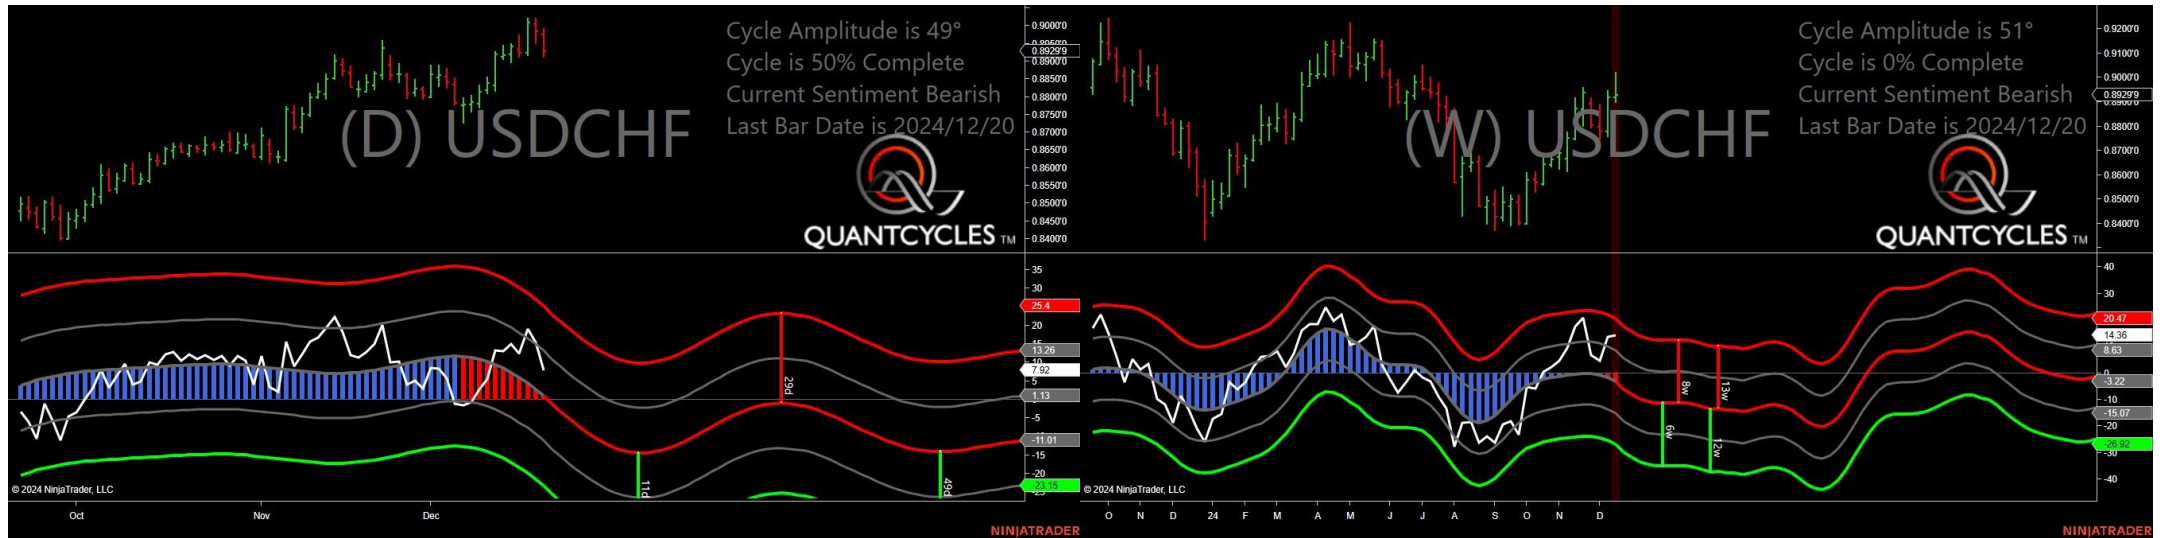 Cycle Amplitude is 49°
Cycle is 50% Complete
Current Sentiment Bearish
Last Bar Date is 2024/12/20
(D) USDCHF
QUANTCYCLES TM
0.9000'0
0.8929'9
0.8900'0
0.8850'0
0.8800'0
0.8700'0
0.8650'0
0.8550'0
0.8500'0
0.8450'0
0.8400'0
35
30
25.4
20
15
13.26
10
7.92
5
1.13
-5
-11.01
-15
-20
-23.15
11d
29d
49d
© 2024 NinjaTrader, LLC
Oct
Nov
Dec
NINJATRADER
Cycle Amplitude is 51°
Cycle is 0% Complete
Current Sentiment Bearish
Last Bar Date is 2024/12/20
(W) USDCHF
QUANTCYCLES TM
0.9200'0
0.9100'0
0.9000'0
0.8929'9
0.8900'0
0.8800'0
0.8700'0
0.8600'0
0.8500'0
0.8400'0
40
30
20.47
14.36
8.63
0
-3.22
-10
-15.07
-20
-26.92
-30
-40
6w
8w
12w
13w
© 2024 NinjaTrader, LLC
O
N
D
24
F
M
A
M
J
J
A
S
O
N
D
NINJATRADER